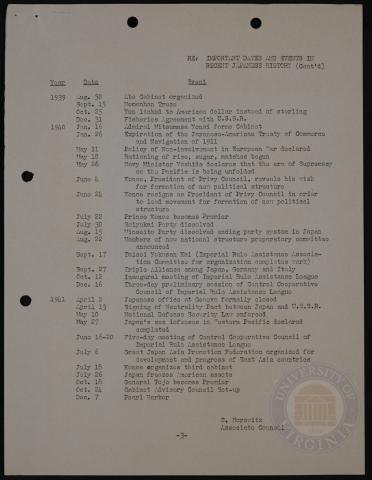 RE: IMPORTANT DATES AND EVENTS IN
RECENT JAPANESE HISTORY (Cont'd)
Year Date Event
1939 Aug. 30 Abe Cabinet organized
Sept. 15 Nomonhan Truce
Oct. 25 Yen linked to American dollar instead of sterling
Dec. 31 Fisheries Agreement with U.S.S.R.
1940 Jan. 16 Admiral Mitsumasa Yonai forms Cabinet
Jan. 26 Expiration of the Japanese-American Treaty of Commerce
and Navigation of 1911
May 11 Policy of Non-involvement in European War declared
May 18 Rationing of rice, sugar, matches begun
May 26 Navy Minister Yoshida declares that the era of Supremacy
on the Pacific is being unfolded
June 4 Konoe, President of Privy Council, reveals his wish
for formation of new political structure
June 24 Konoe resigns as President of Privy Council in order
to lead movement for formation of new political
structure
July 22 Prince Konoe becomes Premier
July 30 Seiyukai Party dissolved
Aug. 15 Minseito Party dissolved ending party system in Japan
Aug. 22 Members of new national structure preparatory committee
announced
Sept. 17 Taisei Yokusan Kai (Imperial Rule Assistance Associa-
tion Committee for organization completes work)
Sept. 27 Triple Alliance among Japan, Germany and Italy
Oct. 12 Inaugural meeting of Imperial Rule Assistance League
Dec. 16 Three-day preliminary session of Central Cooperative
Council of Imperial Rule Assistance League
1941 April 2 Japanese office at Geneva formally closed
April 13 Signing of Neutrality Pact between Japan and U.S.S.R.
May 10 National Defense Security Law enforced
May 27 Japan's sea defenses in Western Pacific declared
completed
June 16-20 Five-day meeting of Central Cooperative Council of
Imperial Rule Assistance League
July 6 Great Japan Asia Promotion Federation organized for
development and progress of East Asia countries
July 18 Konoe organizes third cabinet
July 26 Japan freezes American assets
Oct. 18 General Tojo becomes Premier
Oct. 24 Cabinet Advisory Council Set-up
Dec. 7 Pearl Harbor
S. Horowitz
Associate Counsel
-3-
UNIVERSITY OF VIRGINIA